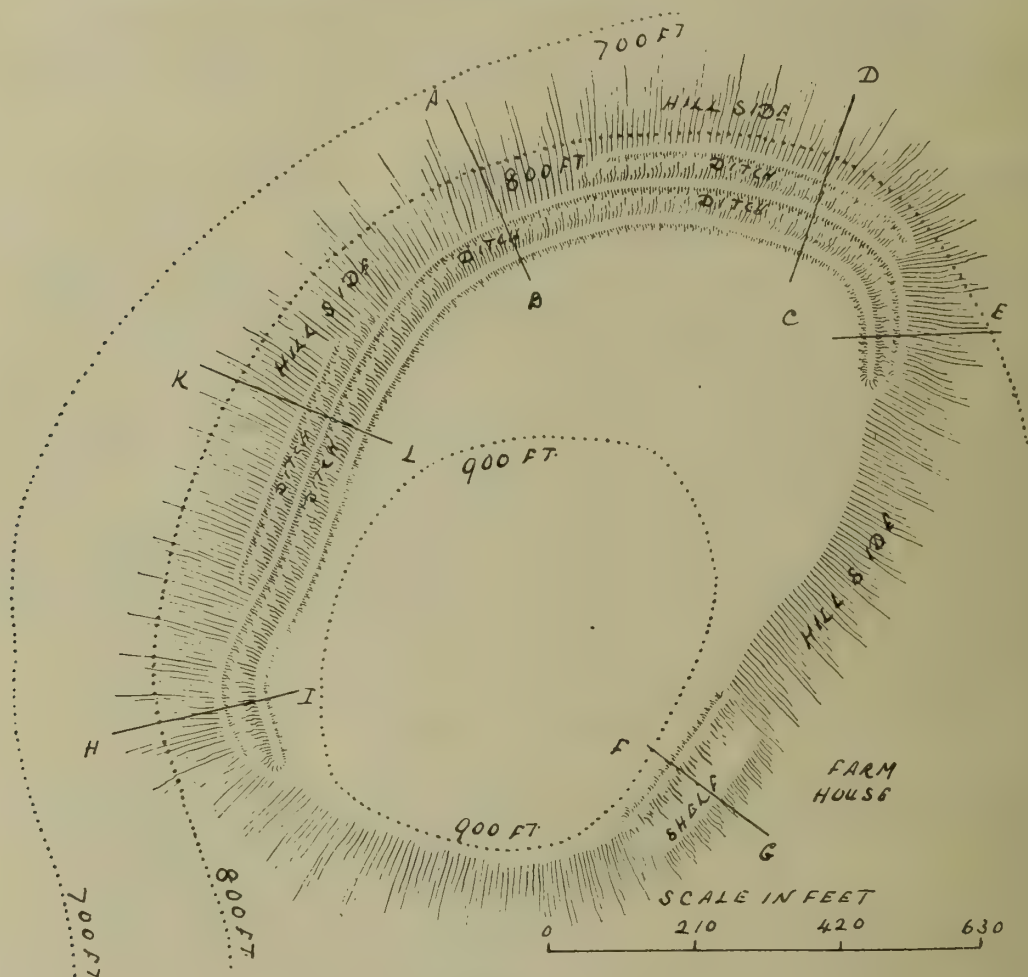 700 FT
A
D
HILL SIDE
800 FT
DITCH
DITCH
DITCH
B
C
E
HILL SIDE
K
L
DITCH
DITCH
900 FT.
HILL SIDE
H
I
F
SHELF
G
FARM
HOUSE
900 FT.
700 FT
800 FT
SCALE IN FEET
0 210 420 630